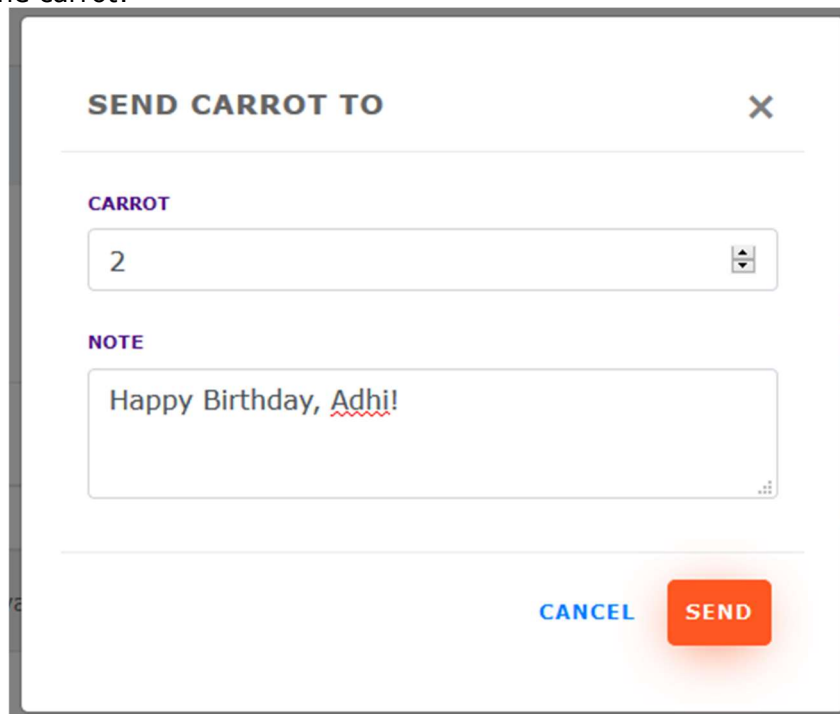 SEND CARROT TO
CARROT
2
NOTE
Happy Birthday, Adhi!
CANCEL
SEND